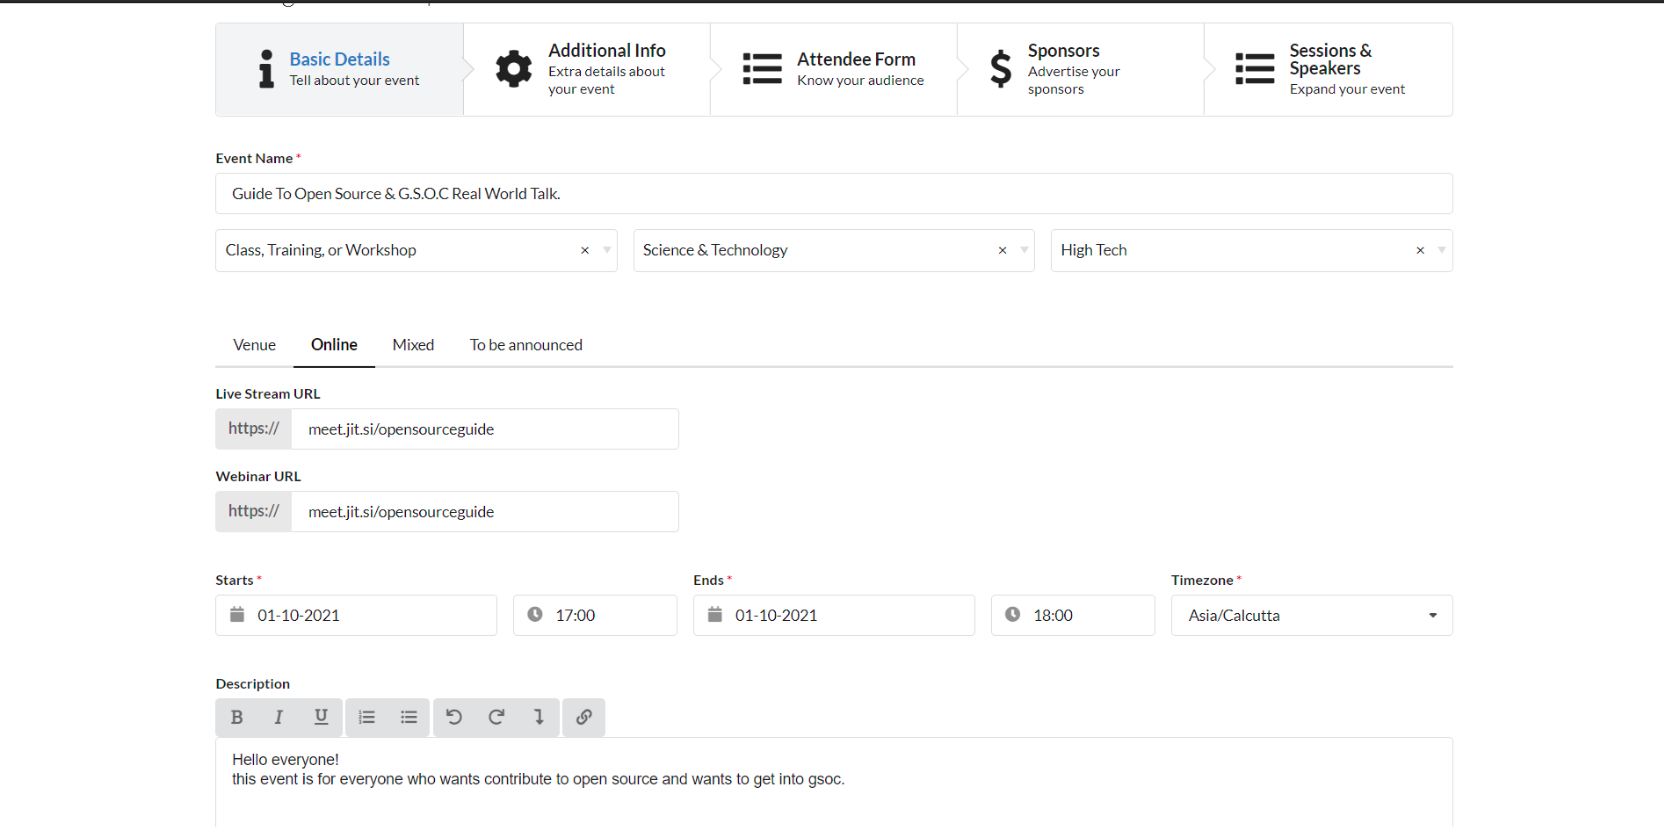 Basic Details
Tell about your event
Additional Info
Extra details about
your event
Attendee Form
Know your audience
Sponsors
Advertise your
sponsors
Sessions &
Speakers
Expand your event
Event Name *
Guide To Open Source & G.S.O.C Real World Talk.
Class, Training, or Workshop
Science & Technology
High Tech
Venue Online Mixed To be announced
Live Stream URL
https:// meet.jit.si/opensourceguide
Webinar URL
https:// meet.jit.si/opensourceguide
Starts * Ends * Timezone *
01-10-2021 17:00 01-10-2021 18:00 Asia/Calcutta
Description
B I U
Hello everyone!
this event is for everyone who wants contribute to open source and wants to get into gsoc.